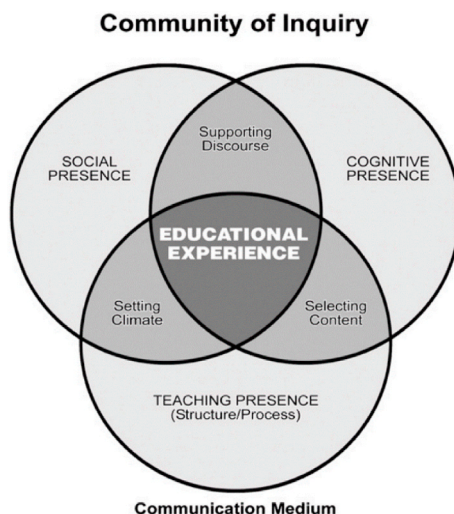 Community of Inquiry
Supporting
Discourse
SOCIAL
PRESENCE
COGNITIVE
PRESENCE
EDUCATIONAL
EXPERIENCE
Setting
Climate
Selecting
Content
TEACHING PRESENCE
(Structure/Process)
Communication Medium